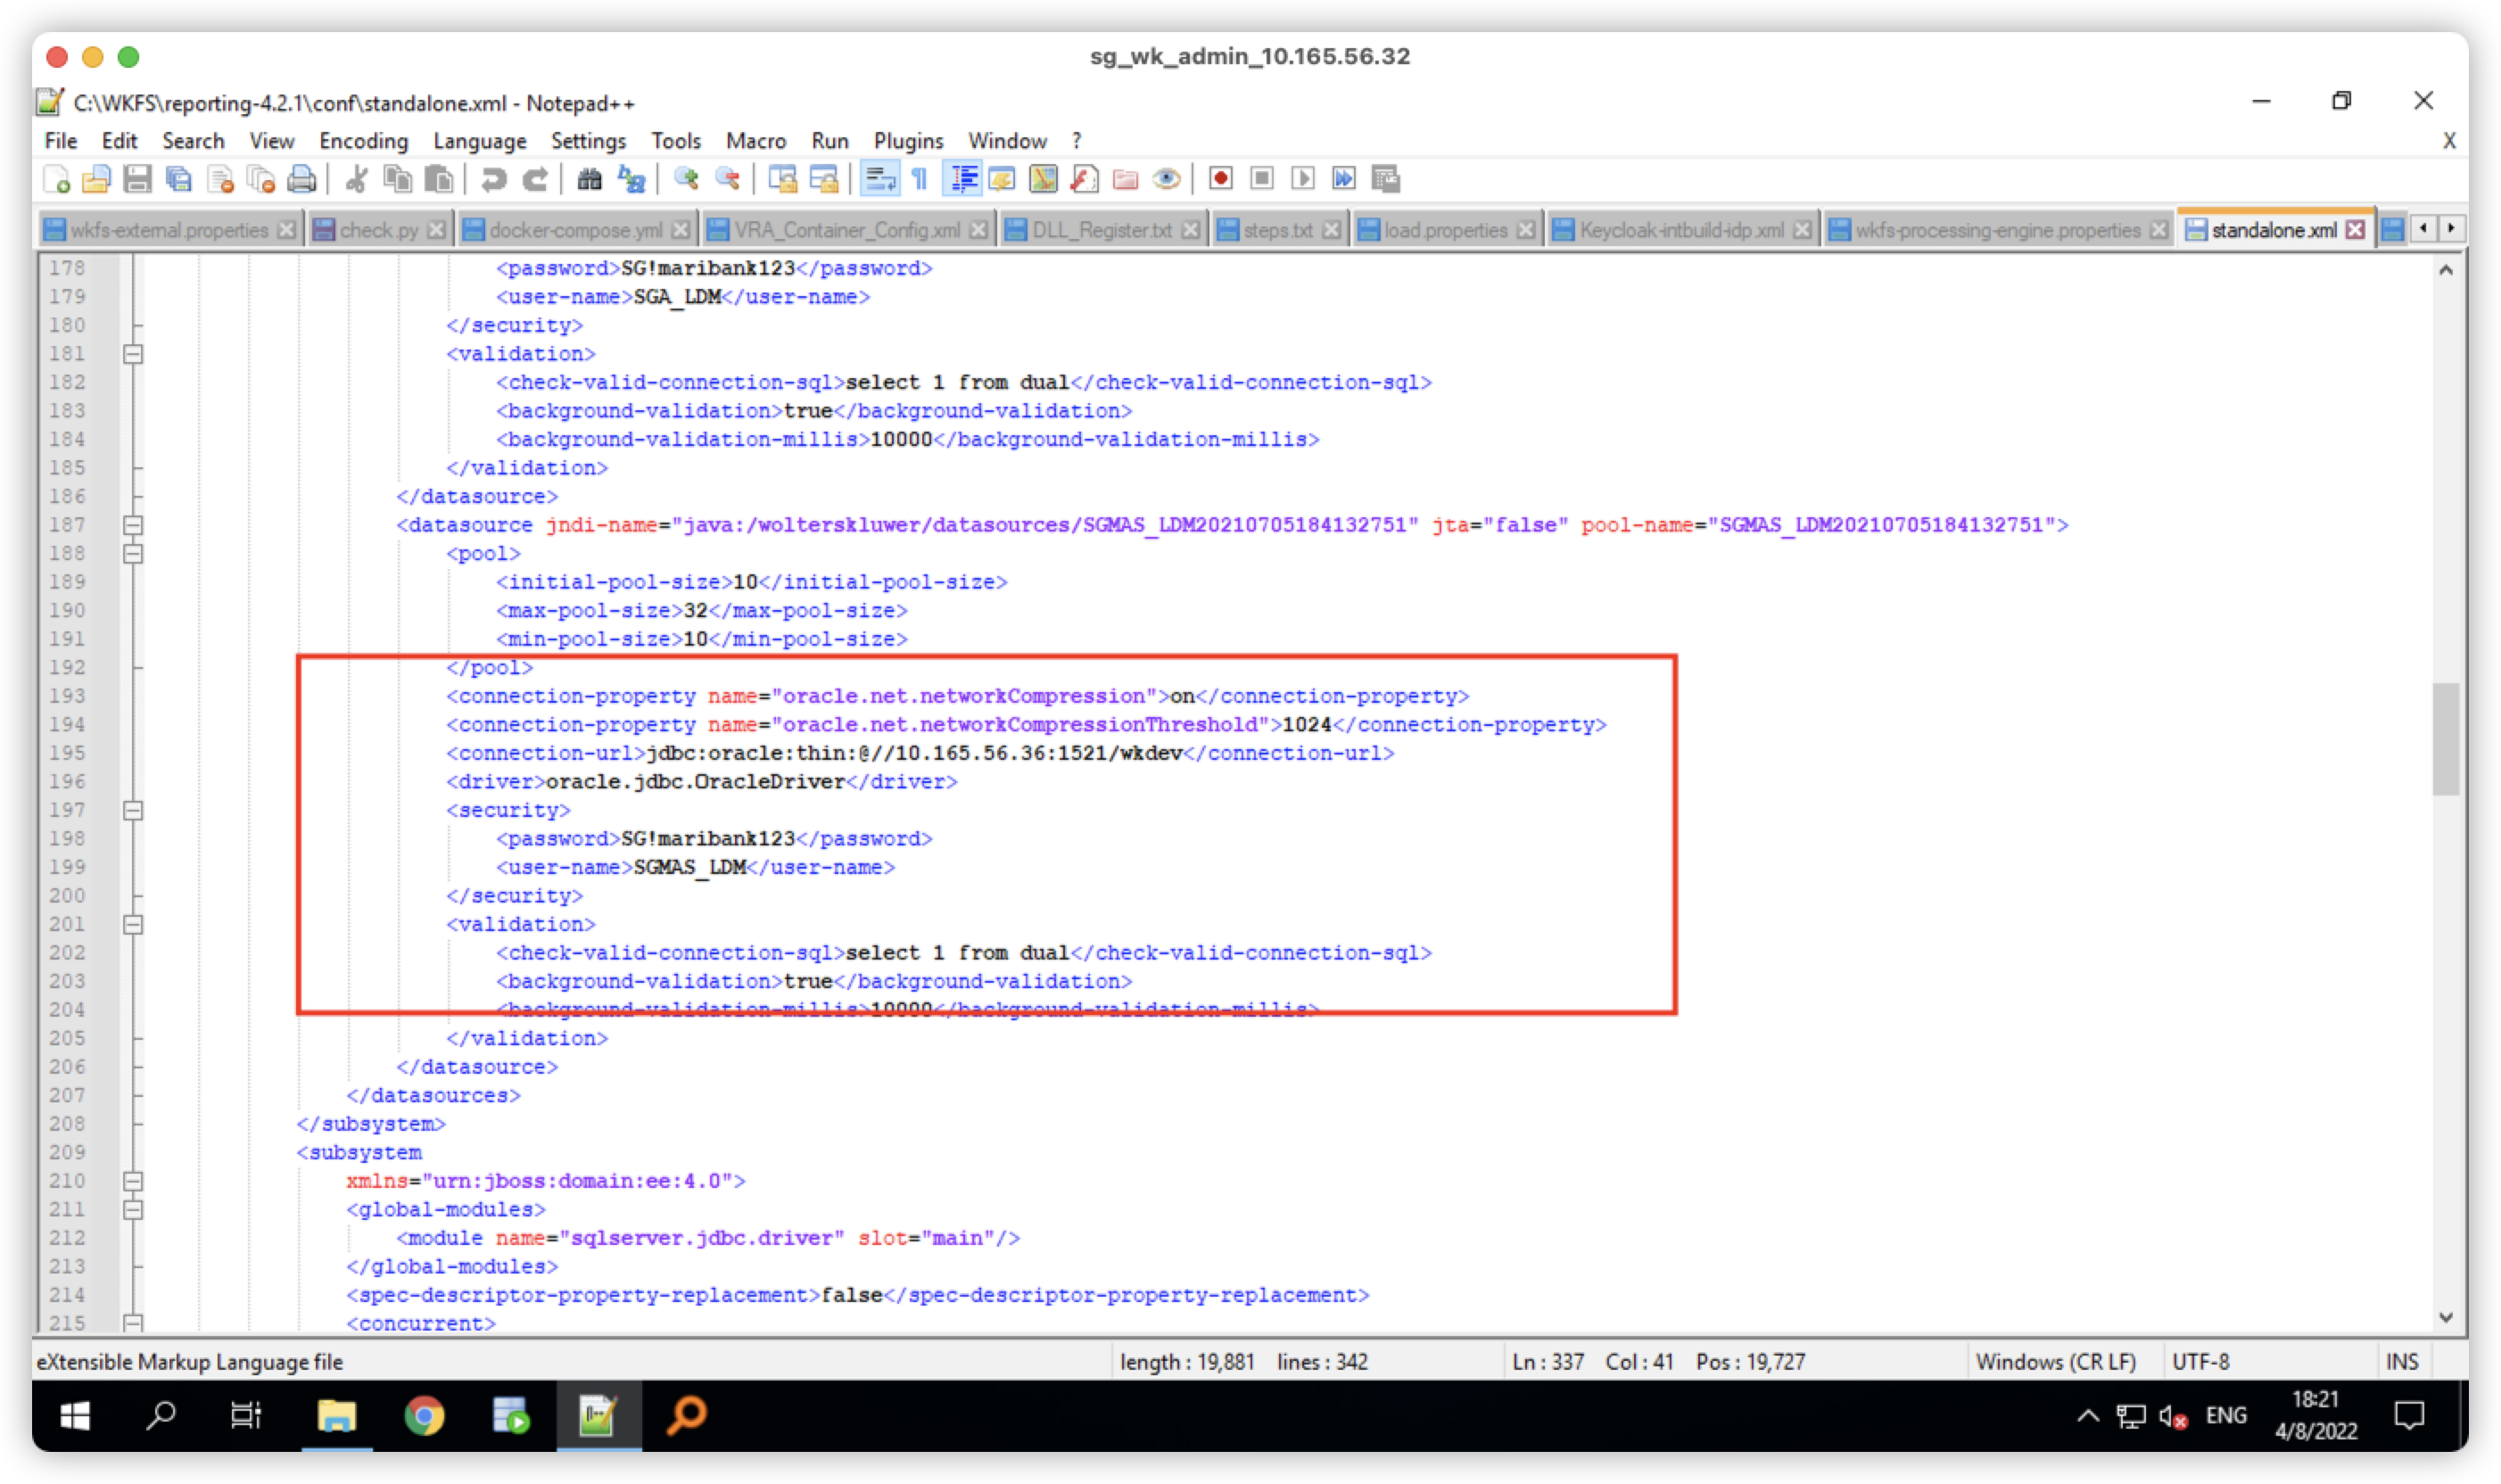 sg_wk_admin_10.165.56.32
C:\WKFS\reporting-4.2.1\conf\standalone.xml - Notepad++
File Edit Search View Encoding Language Settings Tools Macro Run Plugins Window ? X
wkfs-external.properties check.py docker-compose.yml VRA_Container_Config.xml DLL_Register.txt steps.txt load.properties Keycloak-intbuild-idp.xml wkfs-processing-engine.properties standalone.xml
178 <password>SG!maribank123</password>
179 <user-name>SGA_LDM</user-name>
180 </security>
181 <validation>
182 <check-valid-connection-sql>select 1 from dual</check-valid-connection-sql>
183 <background-validation>true</background-validation>
184 <background-validation-millis>10000</background-validation-millis>
185 </validation>
186 </datasource>
187 <datasource jndi-name="java:/wolterskluwer/datasources/SGMAS_LDM20210705184132751" jta="false" pool-name="SGMAS_LDM20210705184132751">
188 <pool>
189 <initial-pool-size>10</initial-pool-size>
190 <max-pool-size>32</max-pool-size>
191 <min-pool-size>10</min-pool-size>
192 </pool>
193 <connection-property name="oracle.net.networkCompression">on</connection-property>
194 <connection-property name="oracle.net.networkCompressionThreshold">1024</connection-property>
195 <connection-url>jdbc:oracle:thin:@//10.165.56.36:1521/wkdev</connection-url>
196 <driver>oracle.jdbc.OracleDriver</driver>
197 <security>
198 <password>SG!maribank123</password>
199 <user-name>SGMAS_LDM</user-name>
200 </security>
201 <validation>
202 <check-valid-connection-sql>select 1 from dual</check-valid-connection-sql>
203 <background-validation>true</background-validation>
204 <background-validation-millis>10000</background-validation-millis>
205 </validation>
206 </datasource>
207 </datasources>
208 </subsystem>
209 <subsystem
210 xmlns="urn:jboss:domain:ee:4.0">
211 <global-modules>
212 <module name="sqlserver.jdbc.driver" slot="main"/>
213 </global-modules>
214 <spec-descriptor-property-replacement>false</spec-descriptor-property-replacement>
215 <concurrent>
eXtensible Markup Language file length : 19,881 lines : 342 Ln : 337 Col : 41 Pos : 19,727 Windows (CR LF) UTF-8 INS
ENG 18:21
4/8/2022